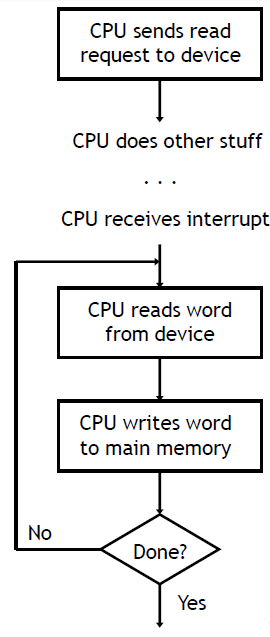 CPU sends read
request to device
CPU does other stuff
. . .
CPU receives interrupt
CPU reads word
from device
CPU writes word
to main memory
No
Done?
Yes